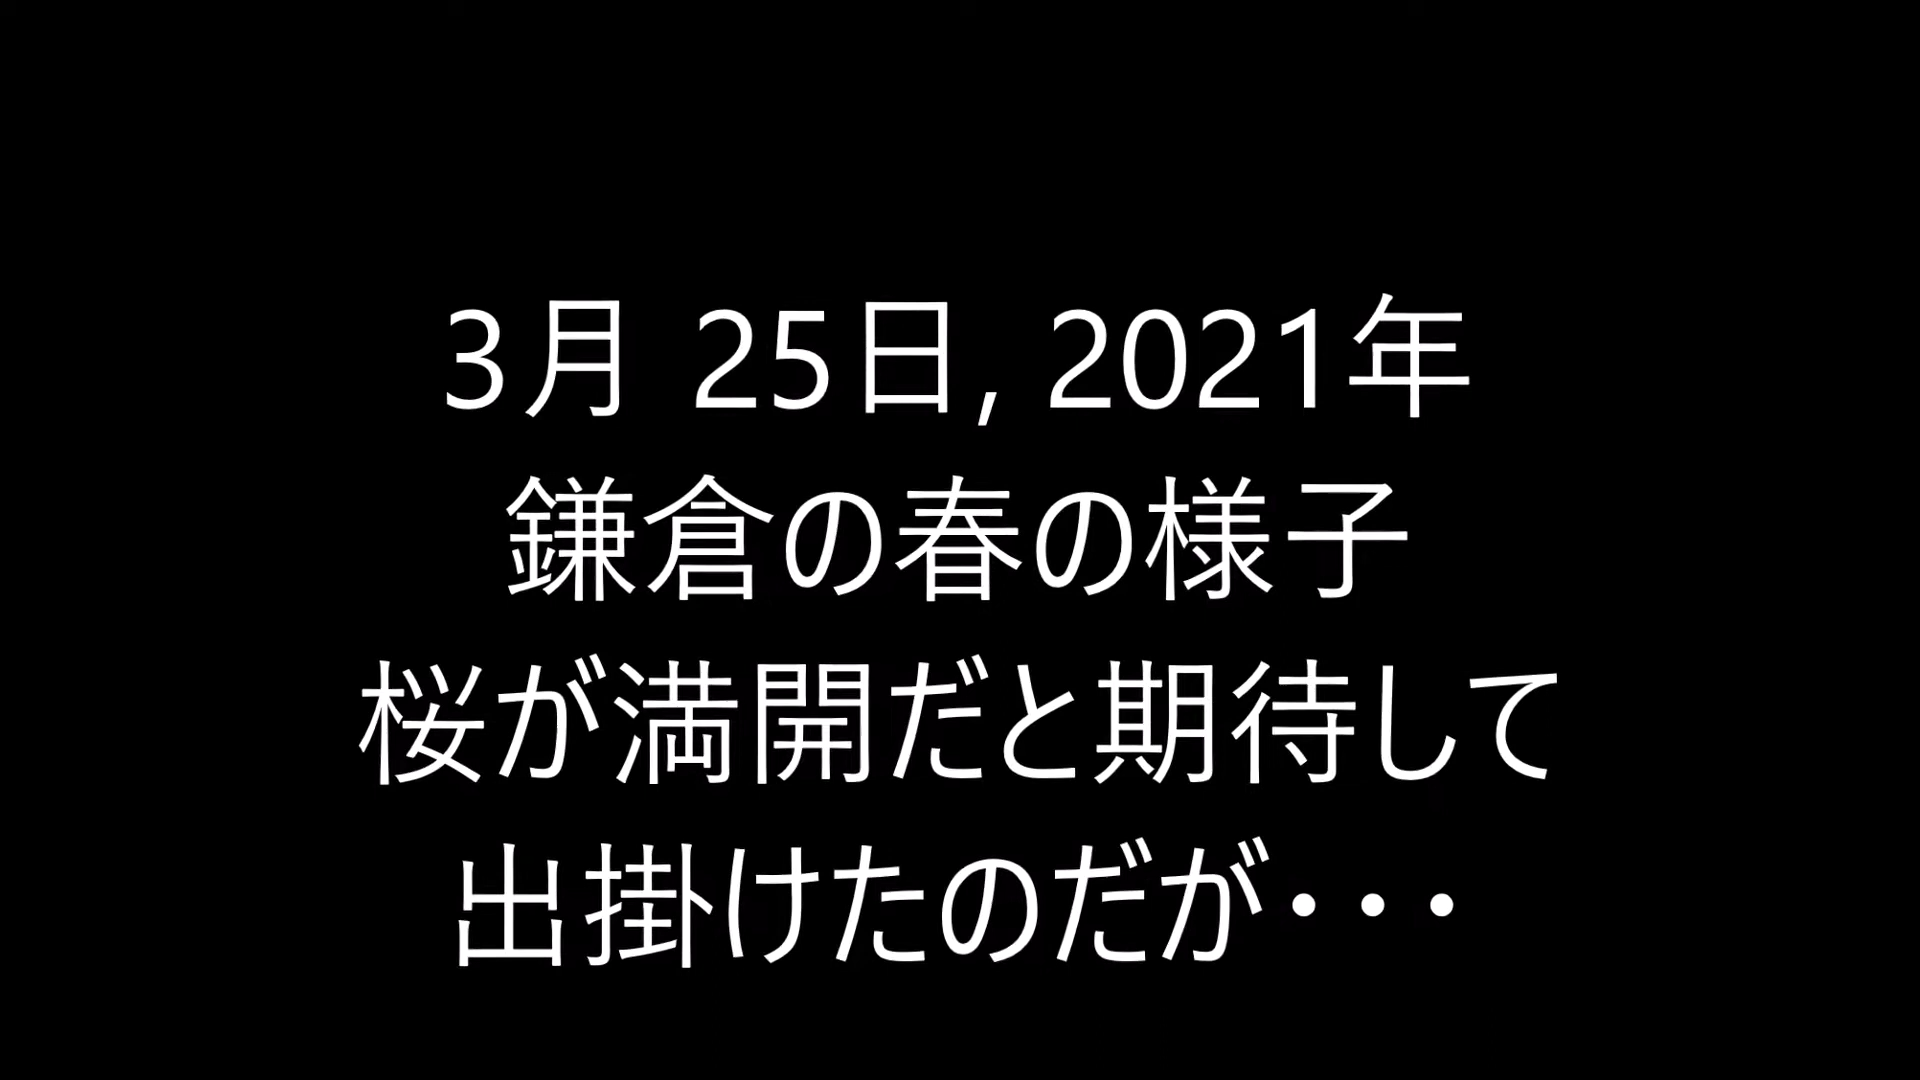 3月 25日, 2021年
鎌倉の春の様子
桜が満開だと期待して
出掛けたのだが・・・